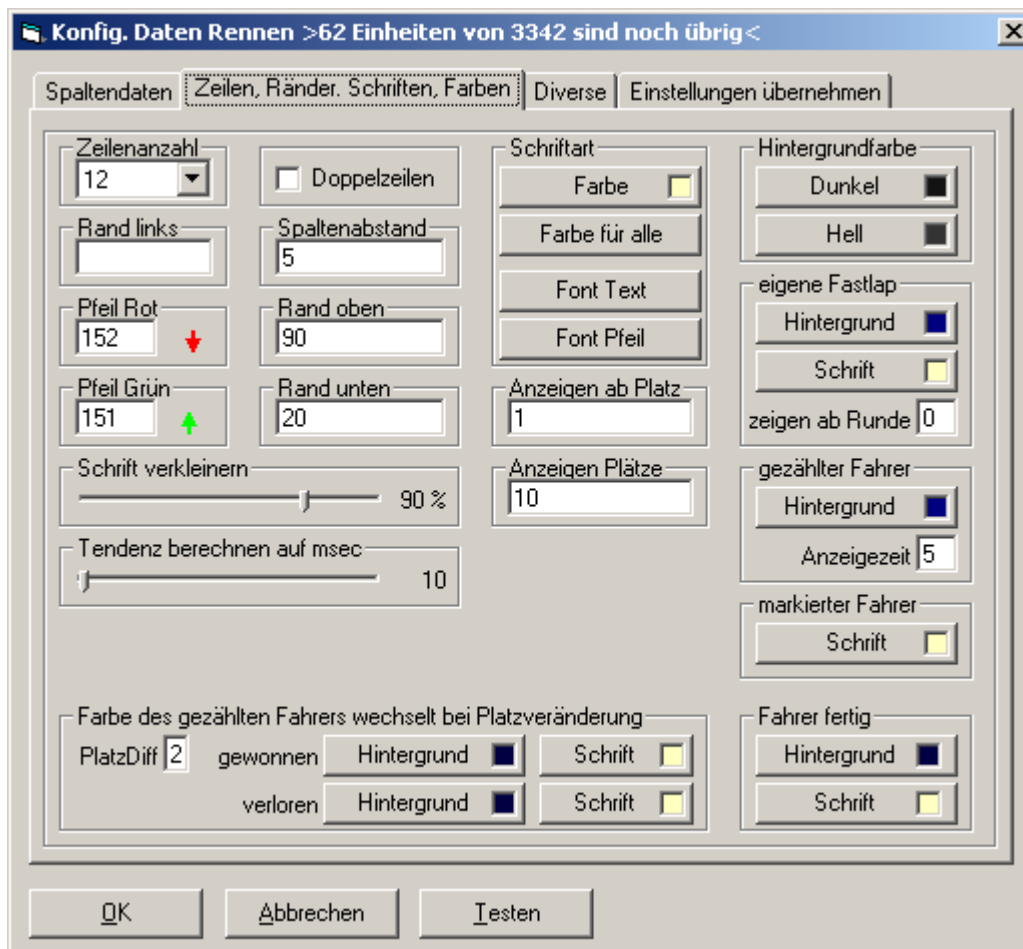 Konfig. Daten Rennen >62 Einheiten von 3342 sind noch übrig<
Spaltendaten
Zeilen, Ränder. Schriften, Farben
Diverse
Einstellungen übernehmen
Zeilenanzahl
12
Doppelzeilen
Rand links
Spaltenabstand
5
Pfeil Rot
152
Rand oben
90
Pfeil Grün
151
Rand unten
20
Schrift verkleinern
90 %
Tendenz berechnen auf msec
10
Schriftart
Farbe
Farbe für alle
Font Text
Font Pfeil
Anzeigen ab Platz
1
Anzeigen Plätze
10
Hintergrundfarbe
Dunkel
Hell
eigene Fastlap
Hintergrund
Schrift
zeigen ab Runde 0
gezählter Fahrer
Hintergrund
Anzeigezeit 5
markierter Fahrer
Schrift
Farbe des gezählten Fahrers wechselt bei Platzveränderung
PlatzDiff 2 gewonnen Hintergrund Schrift
verloren Hintergrund Schrift
Fahrer fertig
Hintergrund
Schrift
OK
Abbrechen
Testen